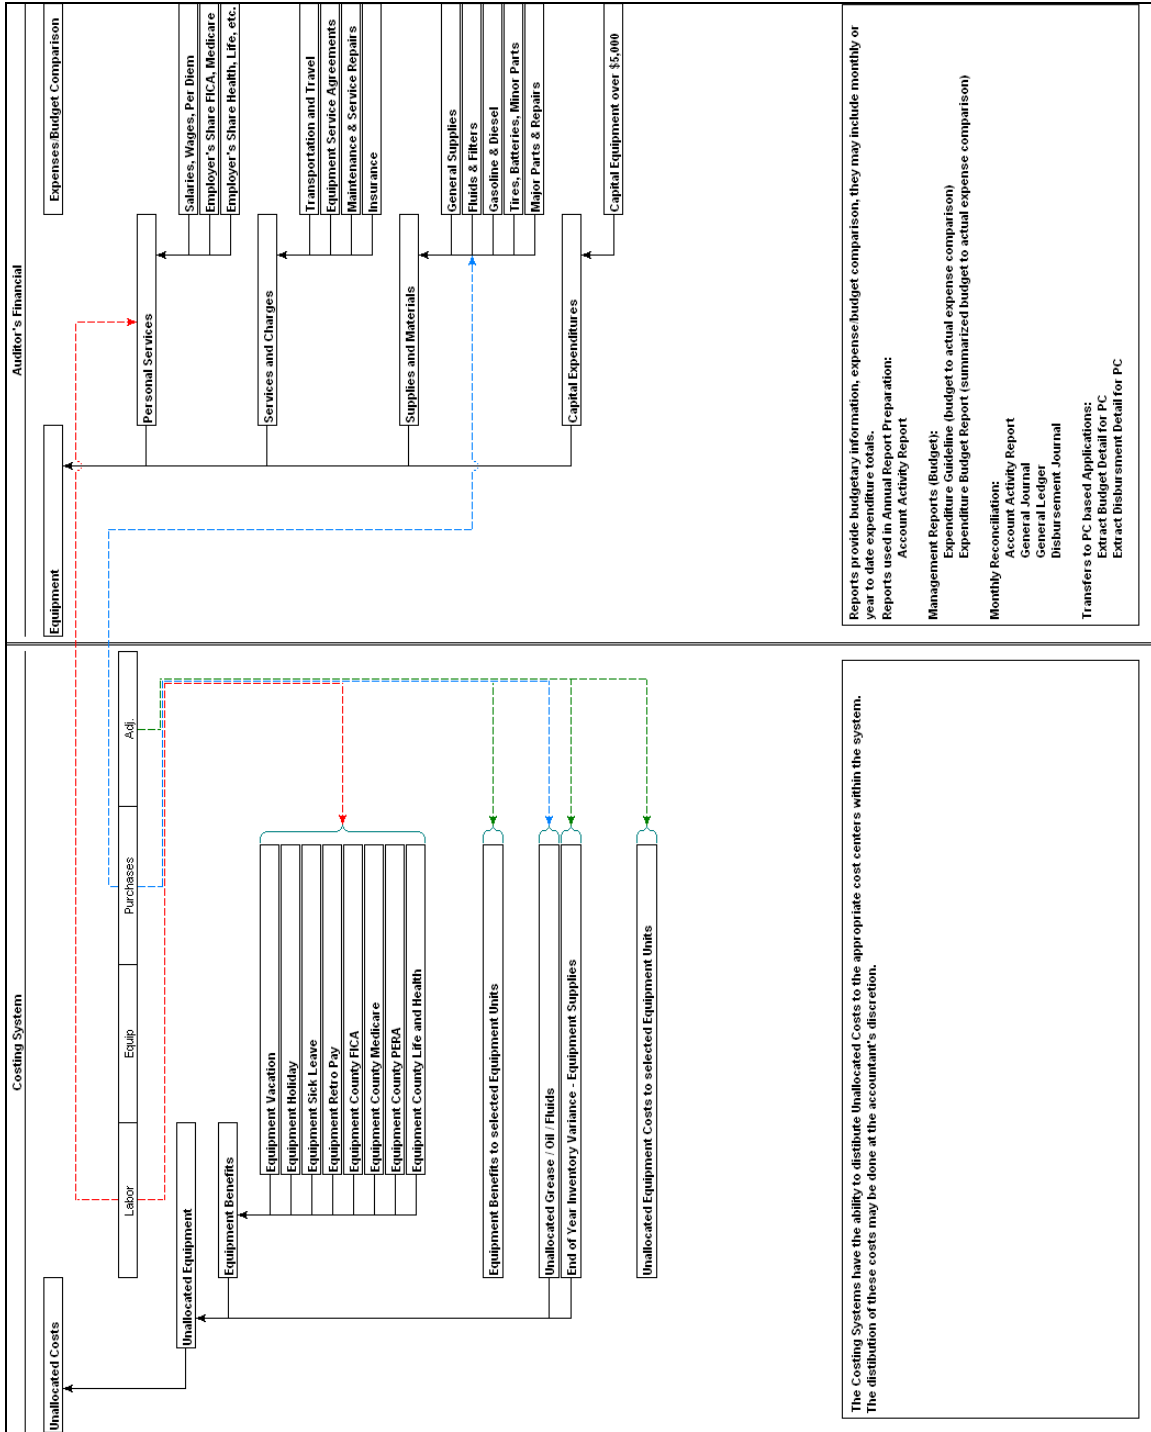 Costing System
Unallocated Costs
Labor
Equip
Purchases
Adj.
Unallocated Equipment
Equipment Benefits
Equipment Vacation
Equipment Holiday
Equipment Sick Leave
Equipment Retro Pay
Equipment County FICA
Equipment County Medicare
Equipment County PERA
Equipment County Life and Health
Equipment Benefits to selected Equipment Units
Unallocated Grease / Oil / Fluids
End of Year Inventory Variance - Equipment Supplies
Unallocated Equipment Costs to selected Equipment Units
The Costing Systems have the ability to distibute Unallocated Costs to the appropriate cost centers within the system.
The distibution of these costs may be done at the accountant's discretion.
Auditor's Financial
Equipment
Expenses/Budget Comparison
Personal Services
Salaries, Wages, Per Diem
Employer's Share FICA, Medicare
Employer's Share Health, Life, etc.
Services and Charges
Transportation and Travel
Equipment Service Agreements
Maintenance & Service Repairs
Insurance
Supplies and Materials
General Supplies
Fluids & Filters
Gasoline & Diesel
Tires, Batteries, Minor Parts
Major Parts & Repairs
Capital Expenditures
Capital Equipment over $5,000
Reports provide budgetary information, expense/budget comparison, they may include monthly or
year to date expenditure totals.
Reports used in Annual Report Preparation:
Account Activity Report
Management Reports (Budget):
Expenditure Guideline (budget to actual expense comparison)
Expenditure Budget Report (summarized budget to actual expense comparison)
Monthly Reconciliation:
Account Activity Report
General Journal
General Ledger
Disbursement Journal
Transfers to PC based Applications:
Extract Budget Detail for PC
Extract Disbursment Detail for PC